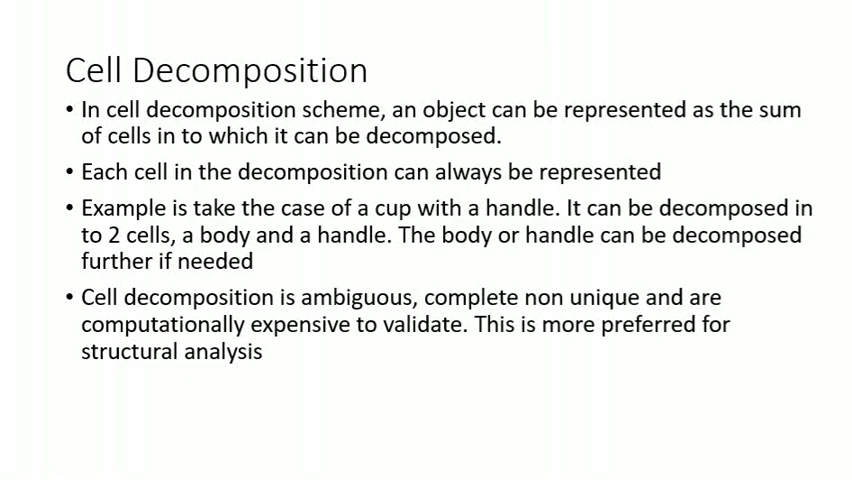 Cell Decomposition
• In cell decomposition scheme, an object can be represented as the sum
of cells in to which it can be decomposed.
• Each cell in the decomposition can always be represented
• Example is take the case of a cup with a handle. It can be decomposed in
to 2 cells, a body and a handle. The body or handle can be decomposed
further if needed
• Cell decomposition is ambiguous, complete non unique and are
computationally expensive to validate. This is more preferred for
structural analysis